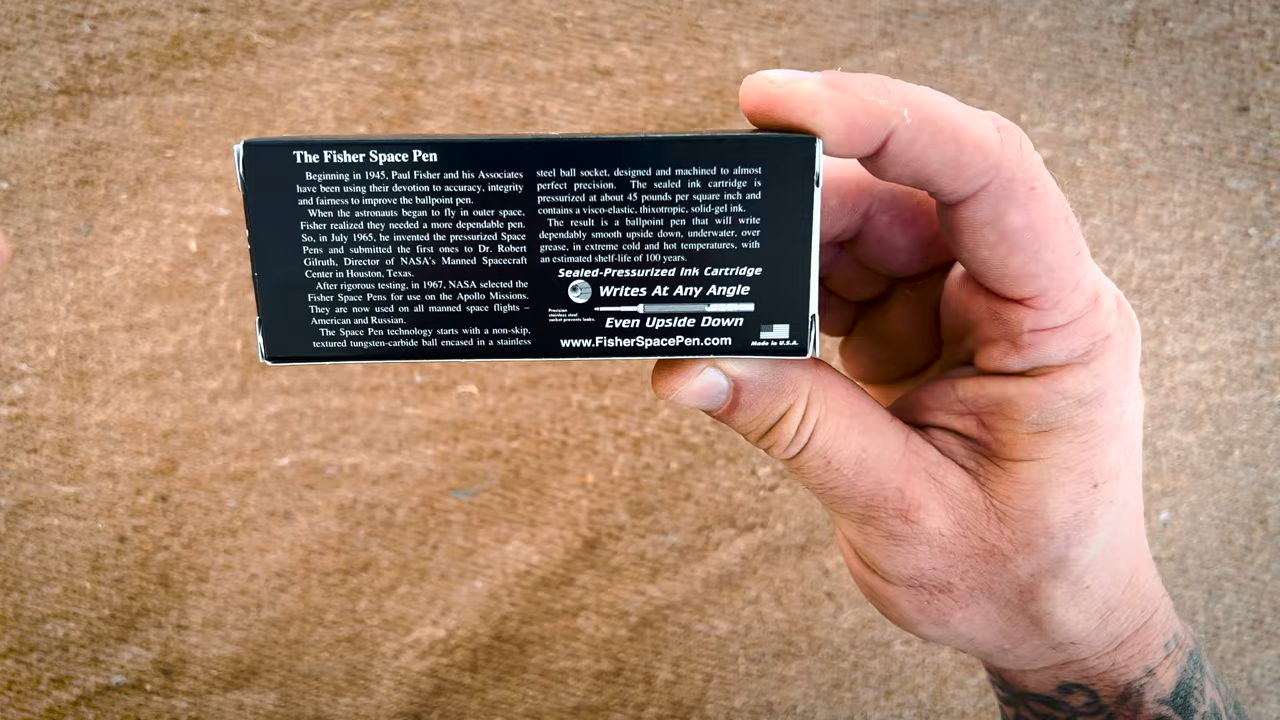 The Fisher Space Pen
Beginning in 1945, Paul Fisher and his Associates
have been using their devotion to accuracy, integrity
and fairness to improve the ballpoint pen.
When the astronauts began to fly in outer space,
Fisher realized they needed a more dependable pen.
So, in July 1965, he invented the pressurized Space
Pens and submitted the first ones to Dr. Robert
Gilruth, Director of NASA's Manned Spacecraft
Center in Houston, Texas.
After rigorous testing, in 1967, NASA selected the
Fisher Space Pens for use on the Apollo Missions.
They are now used on all manned space flights –
American and Russian.
The Space Pen technology starts with a non-skip,
textured tungsten-carbide ball encased in a stainless
steel ball socket, designed and machined to almost
perfect precision. The sealed ink cartridge is
pressurized at about 45 pounds per square inch and
contains a visco-elastic, thixotropic, solid-gel ink.
The result is a ballpoint pen that will write
dependably smooth upside down, underwater, over
grease, in extreme cold and hot temperatures, with
an estimated shelf-life of 100 years.
Sealed-Pressurized Ink Cartridge
Writes At Any Angle
Precision
stainless steel
socket prevents leaks.
Even Upside Down
www.FisherSpacePen.com
Made in U.S.A.